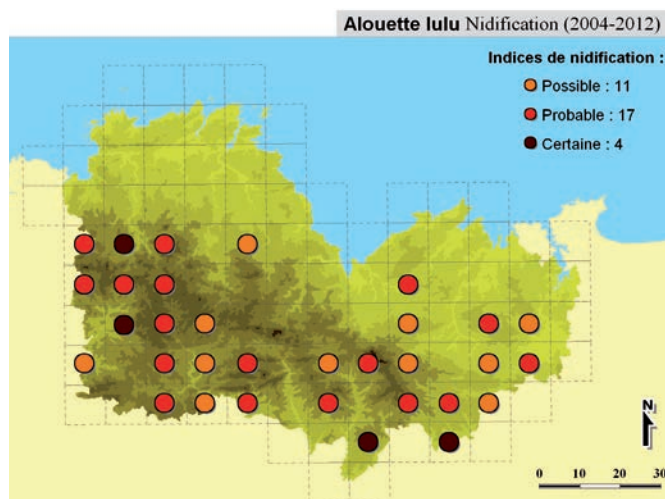 Alouette lulu Nidification (2004-2012)
Indices de nidification :
Possible : 11
Probable : 17
Certaine : 4
N
0 10 20 30